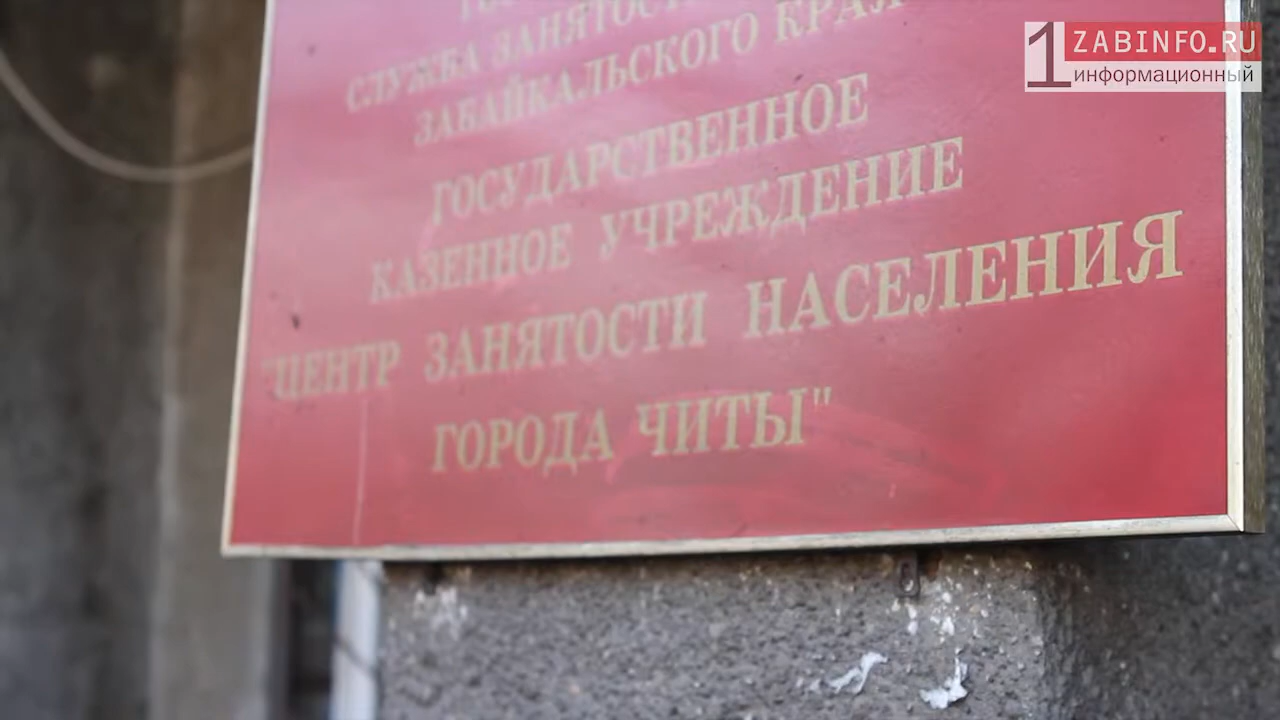 СЛУЖБА ЗАНЯТОСТИ
ЗАБАЙКАЛЬСКОГО КРАЯ
ГОСУДАРСТВЕННОЕ
КАЗЕННОЕ УЧРЕЖДЕНИЕ
"ЦЕНТР ЗАНЯТОСТИ НАСЕЛЕНИЯ
ГОРОДА ЧИТЫ"
1 ZABINFO.RU
информационный